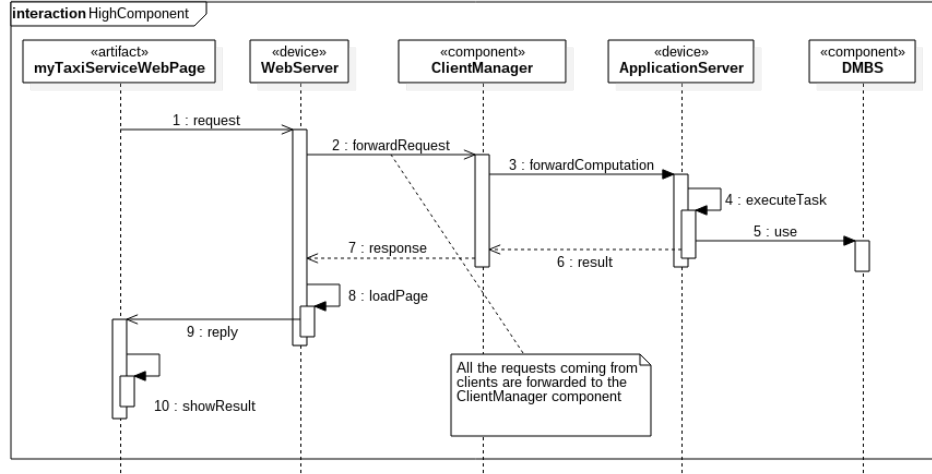 interaction HighComponent
«artifact»
myTaxiServiceWebPage
«device»
WebServer
«component»
ClientManager
«device»
ApplicationServer
«component»
DMBS
1 : request
2 : forwardRequest
3 : forwardComputation
4 : executeTask
5 : use
6 : result
7 : response
8 : loadPage
9 : reply
10 : showResult
All the requests coming from
clients are forwarded to the
ClientManager component